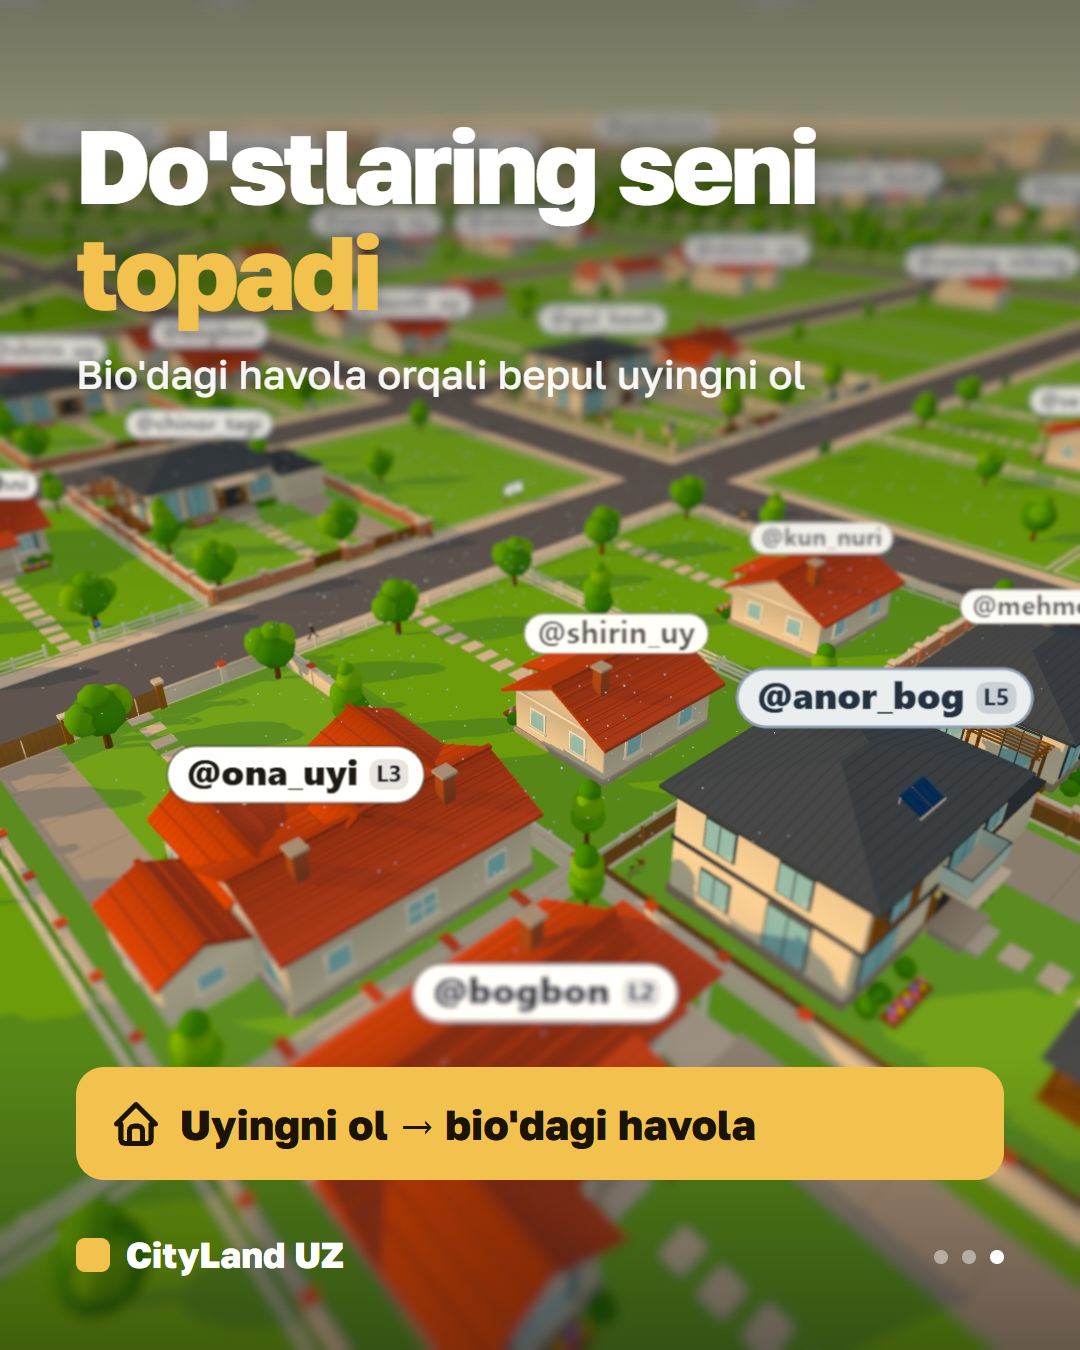 Do'stlaring seni
topadi
Bio'dagi havola orqali bepul uyingni ol
@chinor_tagi
@kun_nuri
@shirin_uy
@anor_bog L5
@ona_uyi L3
@bogbon L2
Uyingni ol → bio'dagi havola
CityLand UZ